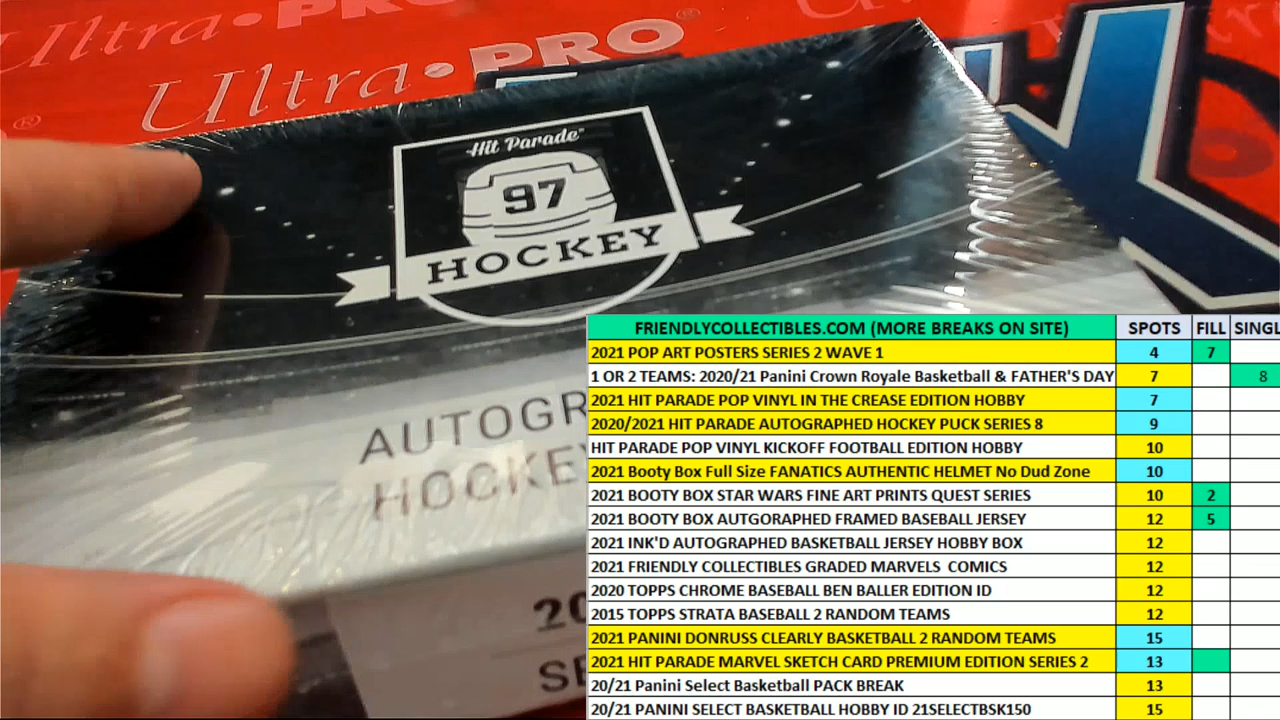 Ultra•PRO
Ultra•PRO ®
®
Hit Parade
97
HOCKEY
AUTOGR
HOCKEY
20
SE
FRIENDLYCOLLECTIBLES.COM (MORE BREAKS ON SITE) SPOTS FILL SINGL
2021 POP ART POSTERS SERIES 2 WAVE 1 4 7
1 OR 2 TEAMS: 2020/21 Panini Crown Royale Basketball & FATHER'S DAY 7 8
2021 HIT PARADE POP VINYL IN THE CREASE EDITION HOBBY 7
2020/2021 HIT PARADE AUTOGRAPHED HOCKEY PUCK SERIES 8 9
HIT PARADE POP VINYL KICKOFF FOOTBALL EDITION HOBBY 10
2021 Booty Box Full Size FANATICS AUTHENTIC HELMET No Dud Zone 10
2021 BOOTY BOX STAR WARS FINE ART PRINTS QUEST SERIES 10 2
2021 BOOTY BOX AUTGORAPHED FRAMED BASEBALL JERSEY 12 5
2021 INK'D AUTOGRAPHED BASKETBALL JERSEY HOBBY BOX 12
2021 FRIENDLY COLLECTIBLES GRADED MARVELS COMICS 12
2020 TOPPS CHROME BASEBALL BEN BALLER EDITION ID 12
2015 TOPPS STRATA BASEBALL 2 RANDOM TEAMS 12
2021 PANINI DONRUSS CLEARLY BASKETBALL 2 RANDOM TEAMS 15
2021 HIT PARADE MARVEL SKETCH CARD PREMIUM EDITION SERIES 2 13
20/21 Panini Select Basketball PACK BREAK 13
20/21 PANINI SELECT BASKETBALL HOBBY ID 21SELECTBSK150 15